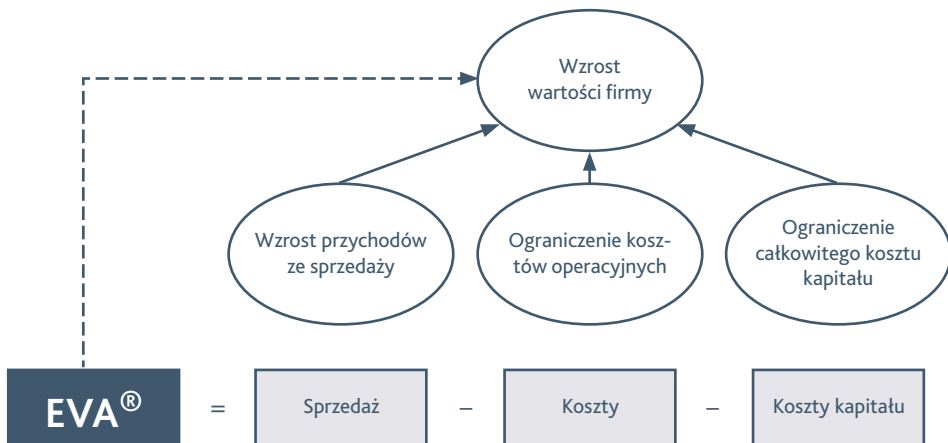 Wzrost
wartości firmy
Wzrost przychodów
ze sprzedaży
Ograniczenie kosz-
tów operacyjnych
Ograniczenie
całkowitego kosztu
kapitału
EVA® = Sprzedaż – Koszty – Koszty kapitału